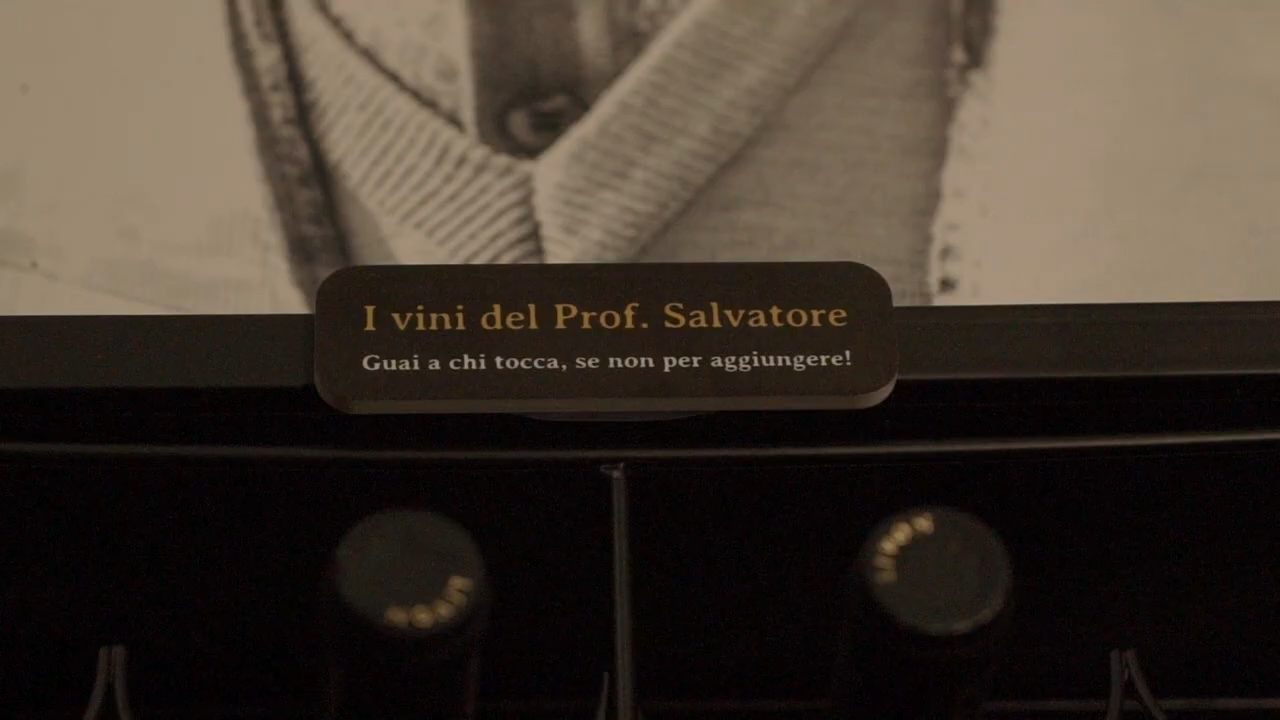 I vini del Prof. Salvatore
Guai a chi tocca, se non per aggiungere!